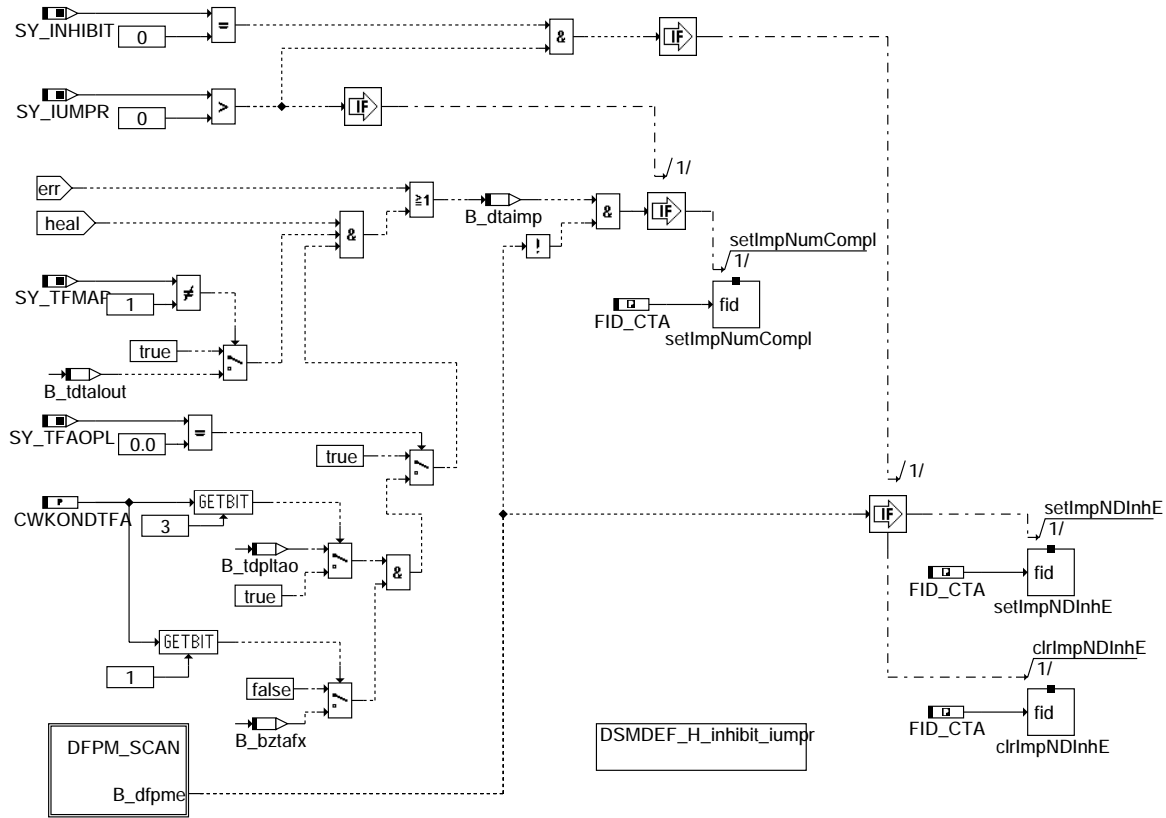 SY_INHIBIT
0
=
&
IF
SY_IUMPR
0
>
IF
1/
err
heal
≥1
&
B_dtaimp
&
IF
!
setImpNumCompl
1/
SY_TFMAP
1
≠
FID_CTA
fid
setImpNumCompl
true
B_tdtalout
SY_TFAOPL
0.0
=
true
1/
CWKONDTFA
P
GETBIT
3
IF
setImpNDInhE
1/
B_tdpltao
&
true
FID_CTA
fid
setImpNDInhE
GETBIT
1
clrImpNDInhE
1/
false
B_bztafx
FID_CTA
fid
clrImpNDInhE
DFPM_SCAN
B_dfpme
DSMDEF_H_inhibit_iumpr